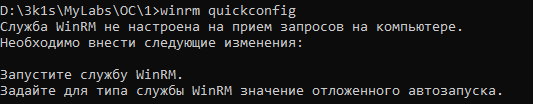 D:\3k1s\MyLabs\ОС\1>winrm quickconfig
Служба WinRM не настроена на прием запросов на компьютере.
Необходимо внести следующие изменения:
Запустите службу WinRM.
Задайте для типа службы WinRM значение отложенного автозапуска.